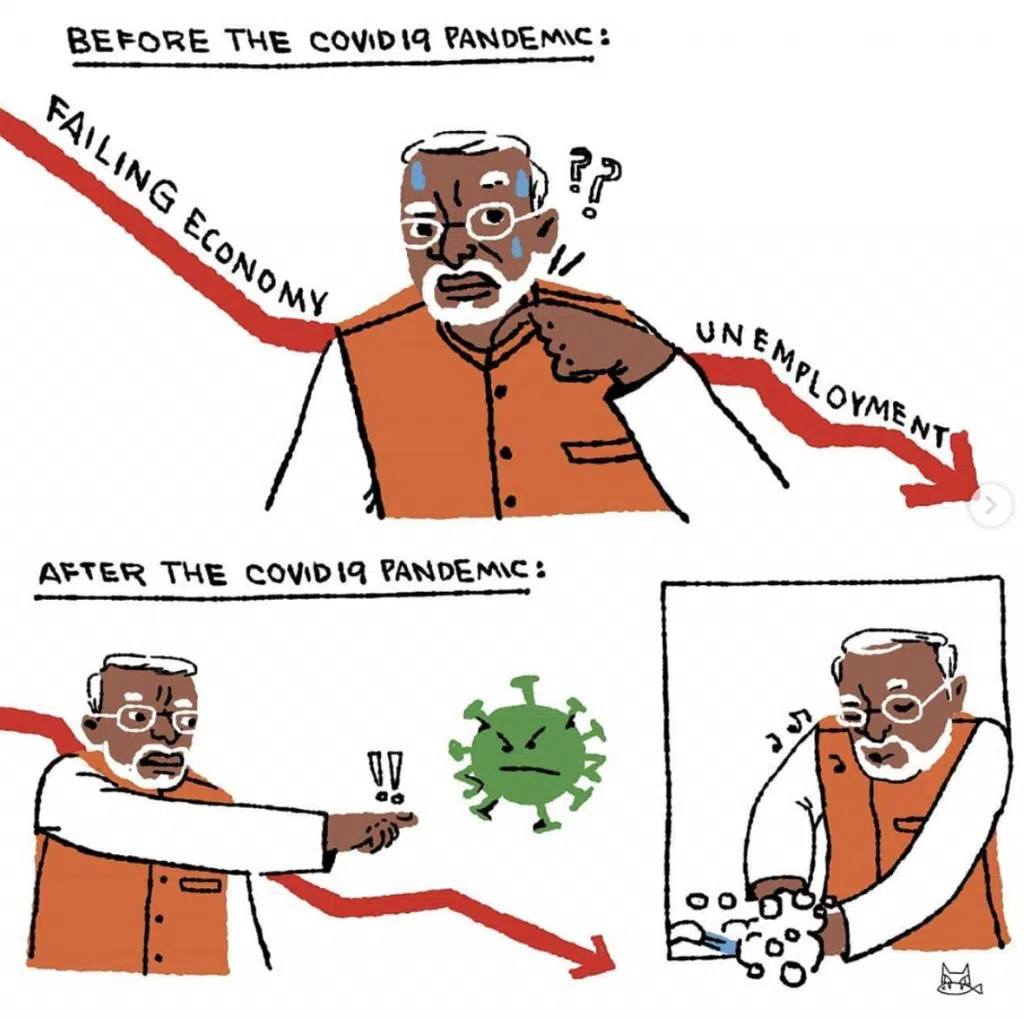 BEFORE THE COVID19 PANDEMIC:
FAILING ECONOMY
??
UNEMPLOYMENT
AFTER THE COVID19 PANDEMIC:
!!